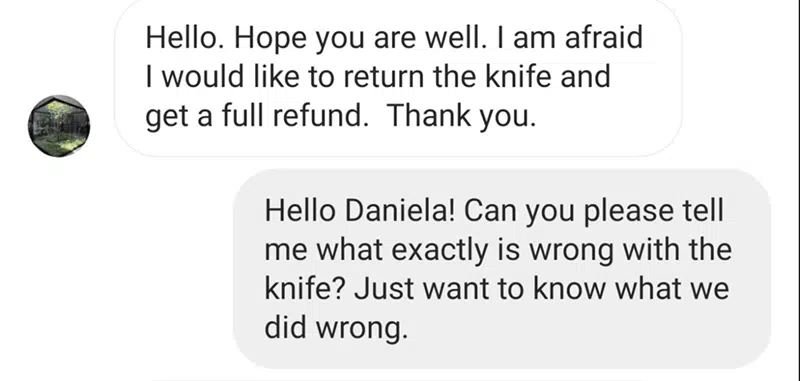 Hello. Hope you are well. I am afraid
I would like to return the knife and
get a full refund.  Thank you.
Hello Daniela! Can you please tell
me what exactly is wrong with the
knife? Just want to know what we
did wrong.